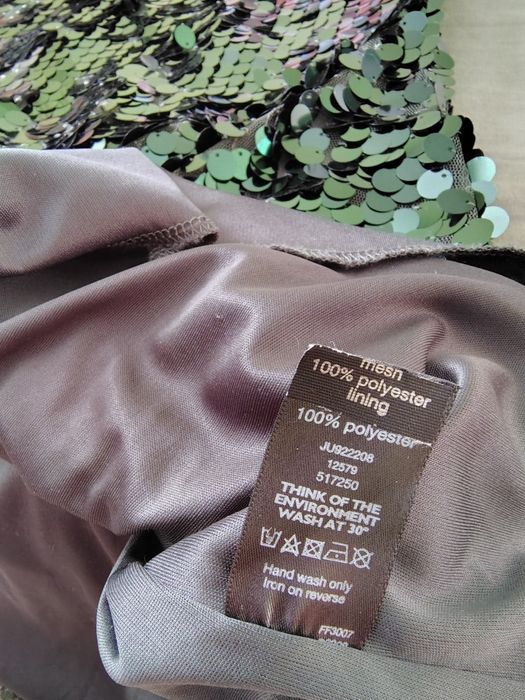 mesh
100% polyester
lining
100% polyester
JU922208
12579
517250
THINK OF THE
ENVIRONMENT
WASH AT 30°
Hand wash only
Iron on reverse
FF3007